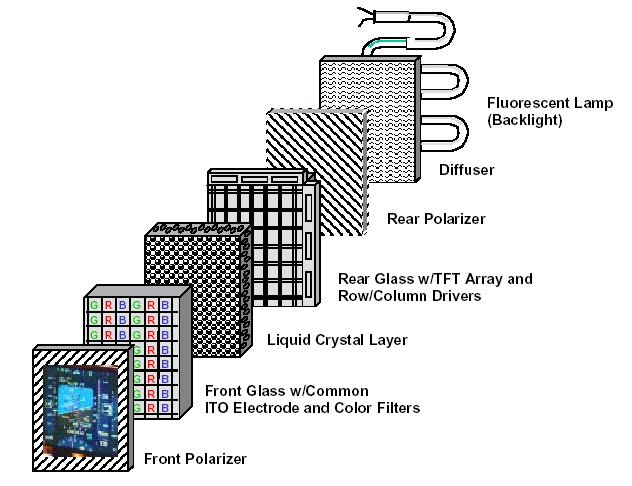 Fluorescent Lamp
(Backlight)
Diffuser
Rear Polarizer
Rear Glass w/TFT Array and
Row/Column Drivers
Liquid Crystal Layer
G R B G R B
G R B G R B
G R B G R B
G R B
G R B
G R B
G R B
G R B
Front Glass w/Common
ITO Electrode and Color Filters
Front Polarizer